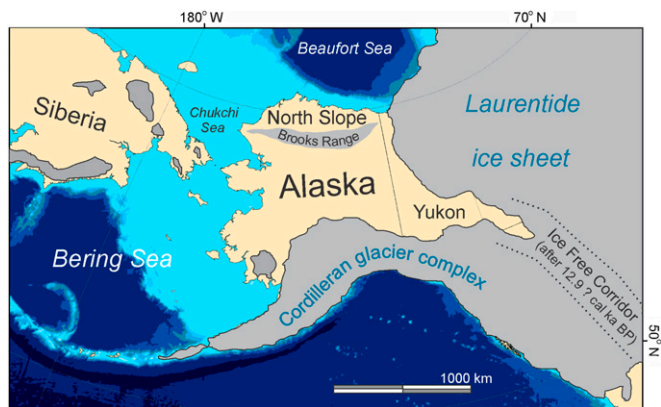 180° W
70° N
Beaufort Sea
Siberia
Chukchi
Sea
North Slope
Brooks Range
Laurentide
ice sheet
Alaska
Yukon
Bering Sea
Cordilleran glacier complex
Ice Free Corridor
(after 12.9 ? cal ka BP)
50° N
1000 km